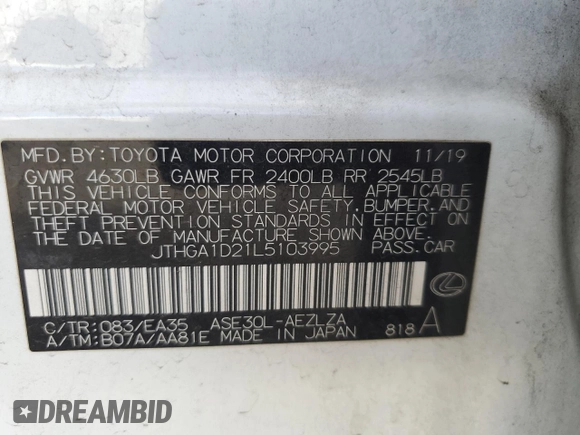 MFD. BY: TOYOTA MOTOR CORPORATION 11/19
GVWR 4630LB GAWR FR 2400LB RR 2545LB
THIS VEHICLE CONFORMS TO ALL APPLICABLE
FEDERAL MOTOR VEHICLE SAFETY, BUMPER, AND
THEFT PREVENTION STANDARDS IN EFFECT ON
THE DATE OF MANUFACTURE SHOWN ABOVE.
JTHGA1D21L5103995 PASS. CAR
C/TR: 083/EA35 ASE30L-AEZLZA
A/TM: B07A/AA81E MADE IN JAPAN 818 A
DREAMBID